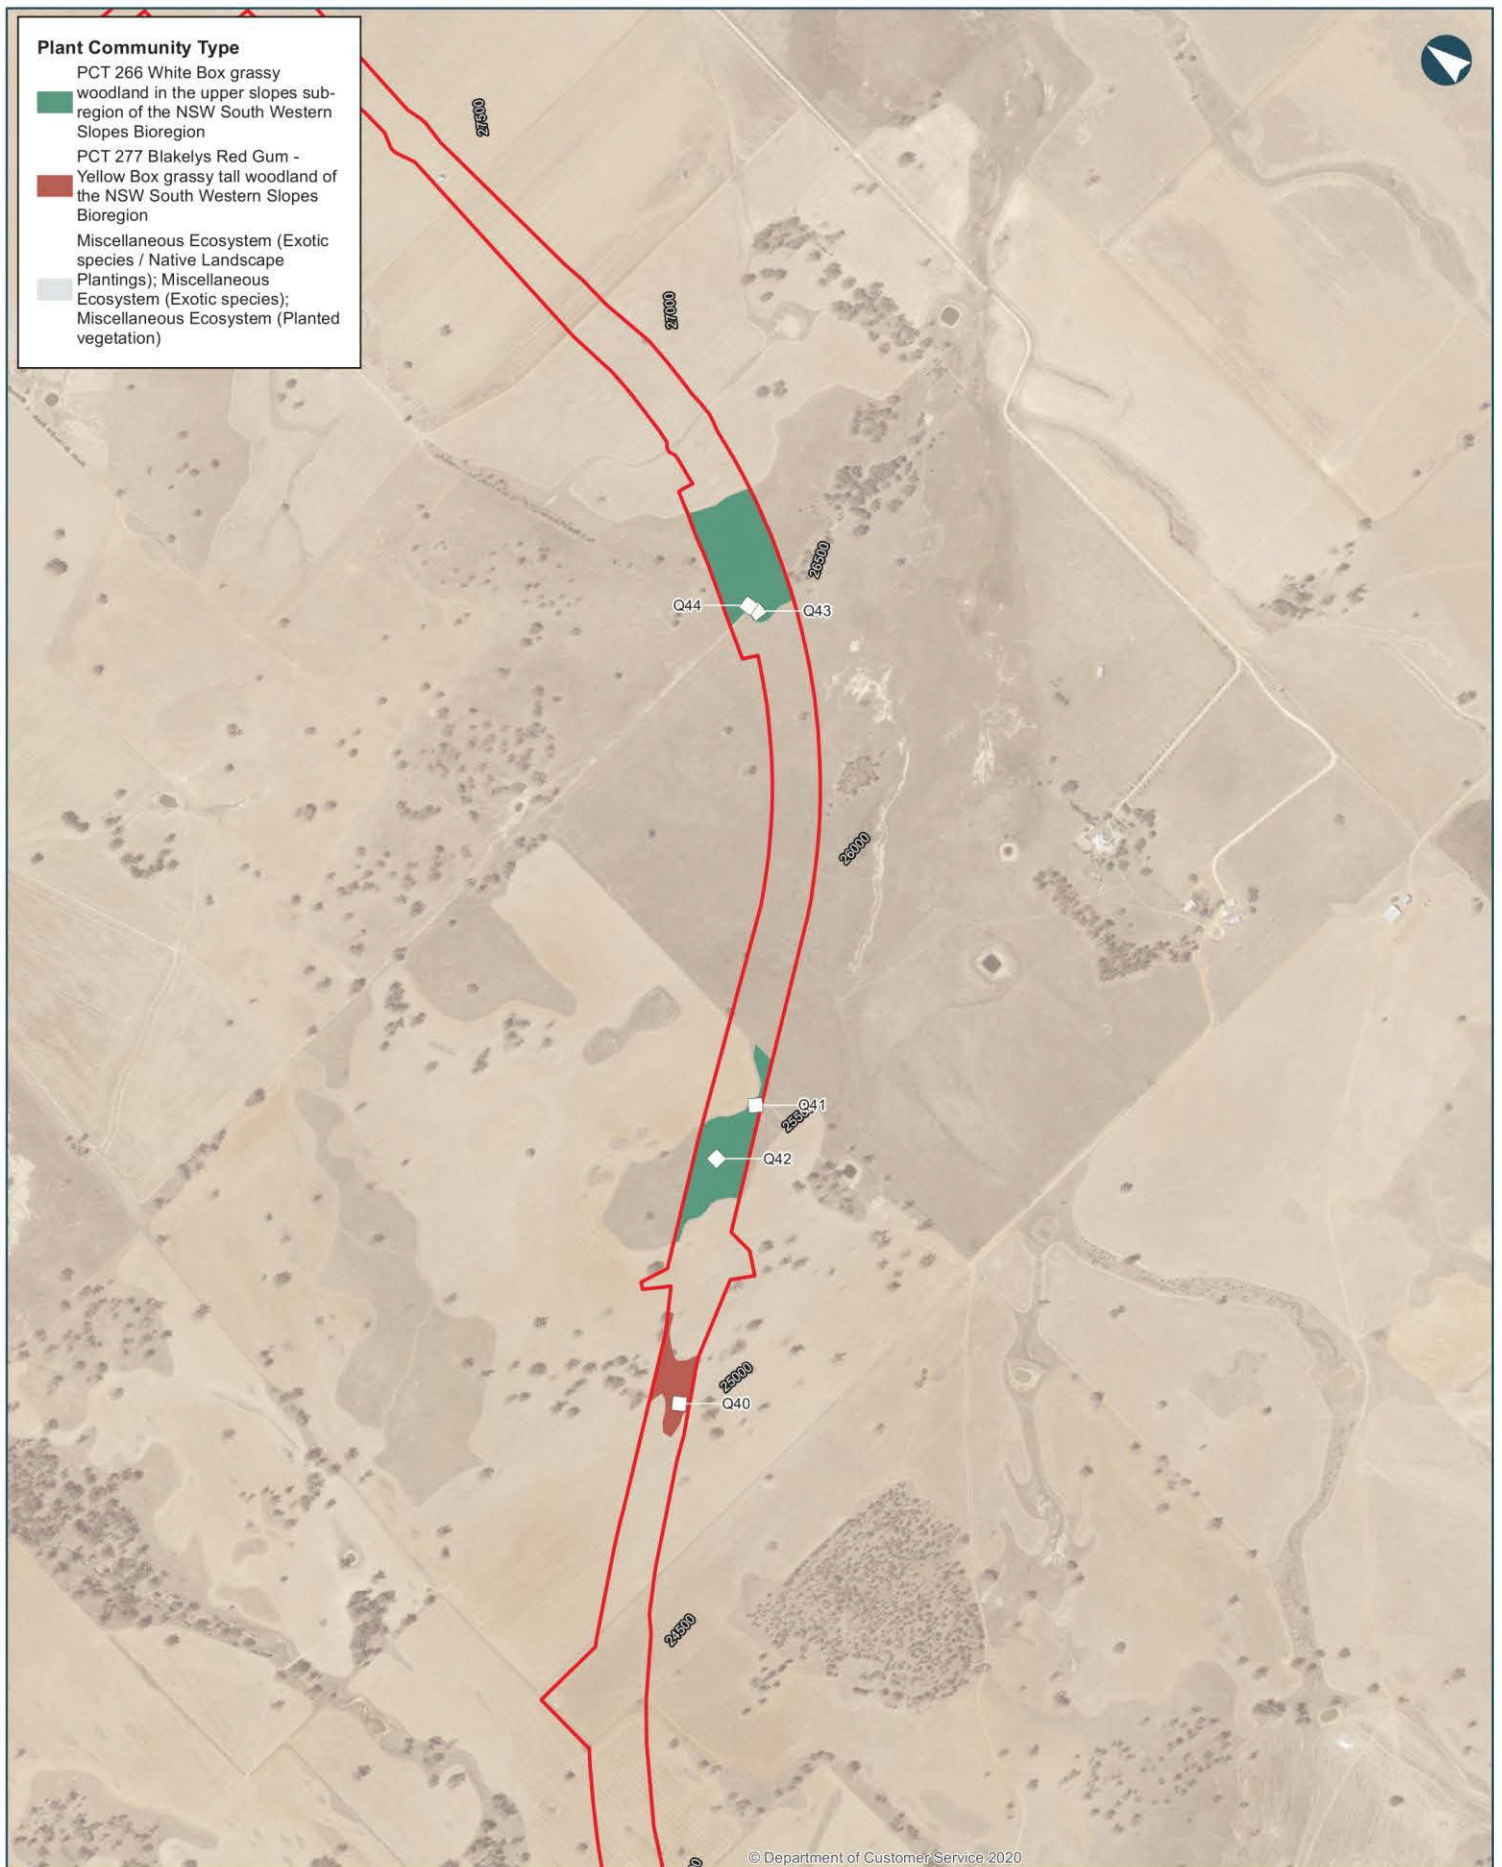 Plant Community Type
PCT 266 White Box grassy
woodland in the upper slopes sub-
region of the NSW South Western
Slopes Bioregion
PCT 277 Blakelys Red Gum -
Yellow Box grassy tall woodland of
the NSW South Western Slopes
Bioregion
Miscellaneous Ecosystem (Exotic
species / Native Landscape
Plantings); Miscellaneous
Ecosystem (Exotic species);
Miscellaneous Ecosystem (Planted
vegetation)
27500
27000
26500
Q44
Q43
26000
Q41
Q42
25000
Q40
24500
© Department of Customer Service 2020